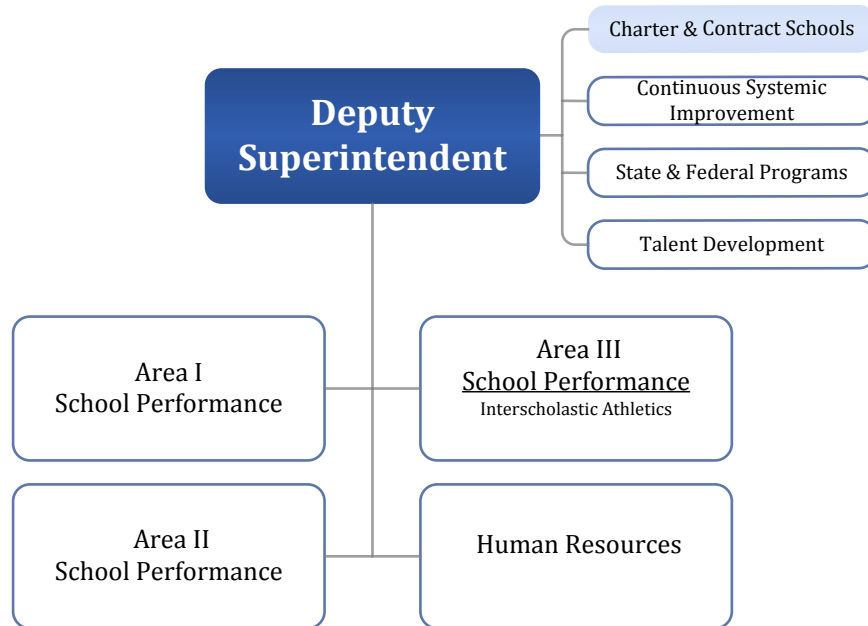 Charter & Contract Schools
Deputy
Superintendent
Continuous Systemic
Improvement
State & Federal Programs
Talent Development
Area I
School Performance
Area III
School Performance
Interscholastic Athletics
Area II
School Performance
Human Resources